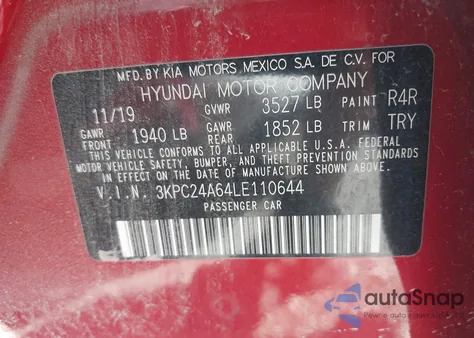 MFD. BY KIA MOTORS MEXICO S.A. DE C.V. FOR
HYUNDAI MOTOR COMPANY
11/19 GVWR 3527 LB PAINT R4R
GAWR FRONT 1940 LB GAWR REAR 1852 LB TRIM TRY
THIS VEHICLE CONFORMS TO ALL APPLICABLE U.S.A. FEDERAL
MOTOR VEHICLE SAFETY, BUMPER, AND THEFT PREVENTION
STANDARDS IN EFFECT ON THE DATE OF MANUFACTURE SHOWN ABOVE.
V.I.N. 3KPC24A64LE110644
PASSENGER CAR
autoSnap